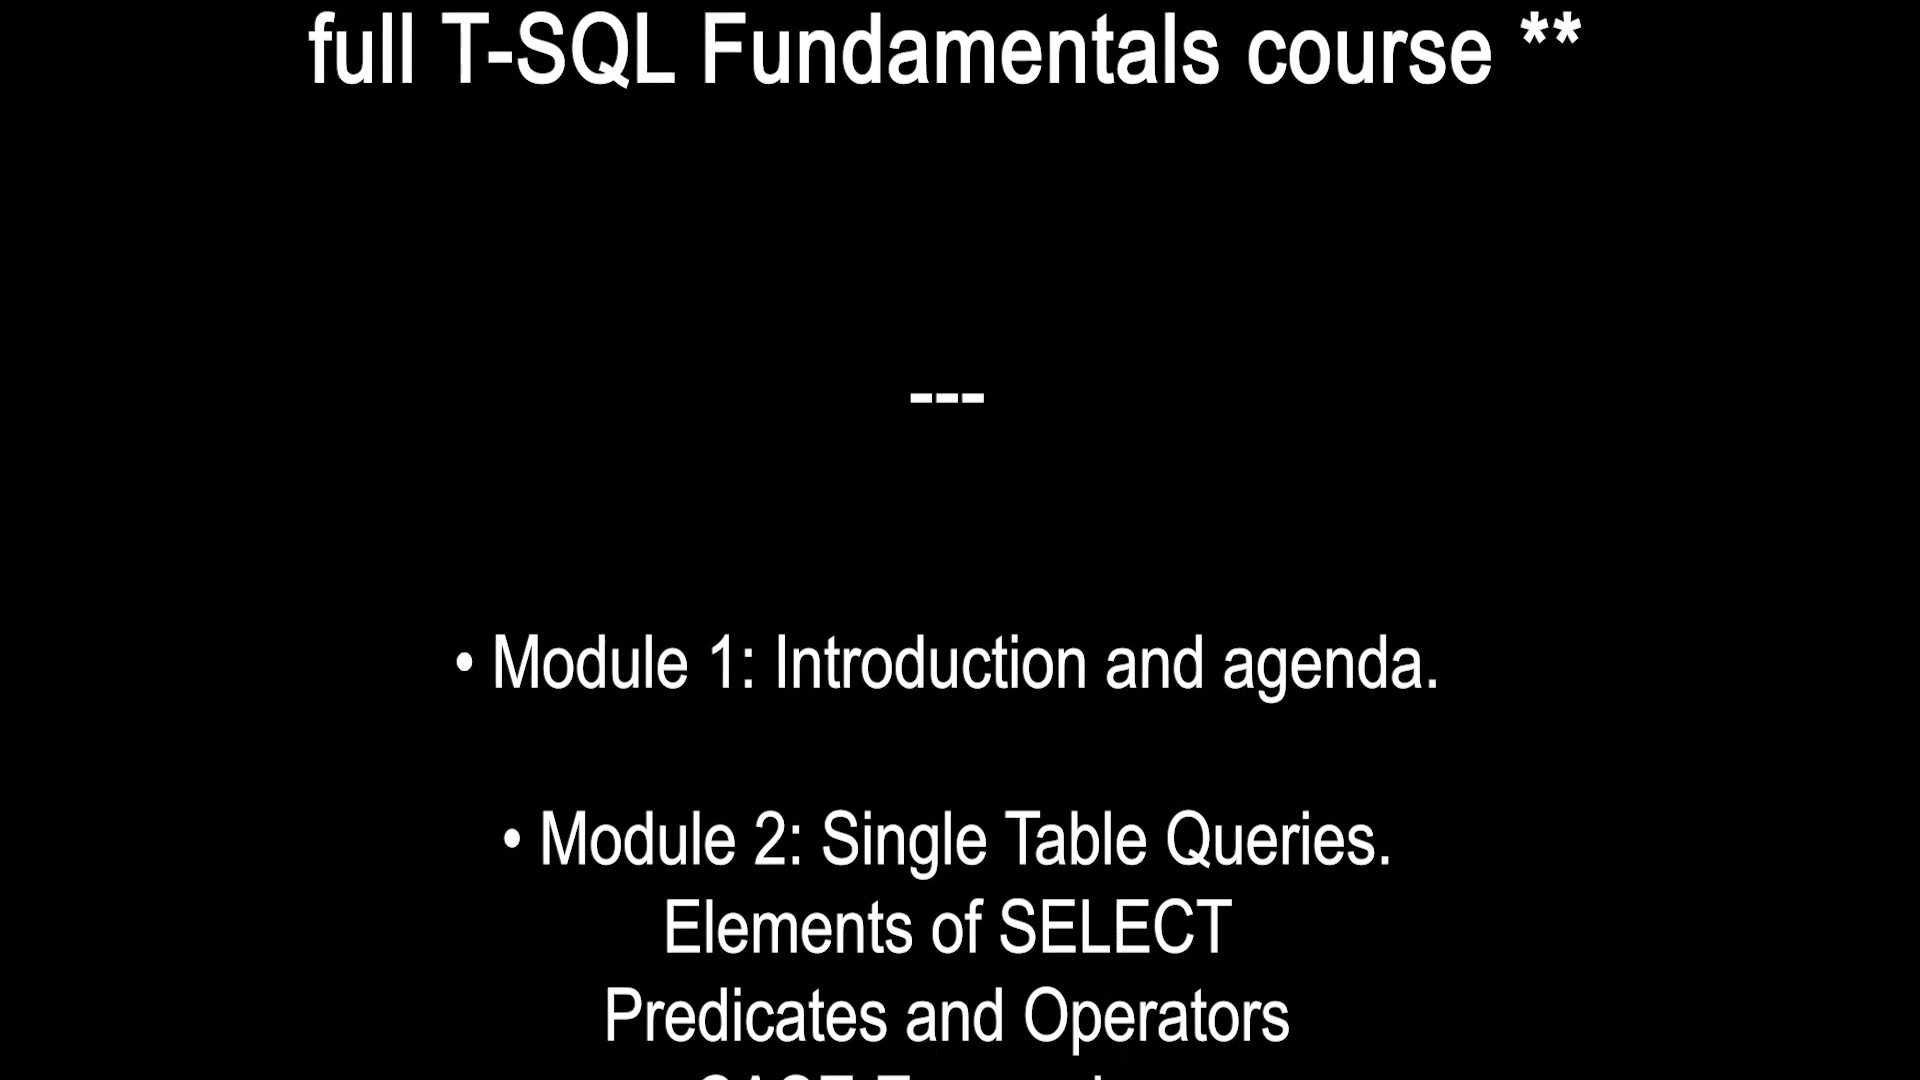 full T-SQL Fundamentals course **
---
• Module 1: Introduction and agenda.
• Module 2: Single Table Queries.
Elements of SELECT
Predicates and Operators